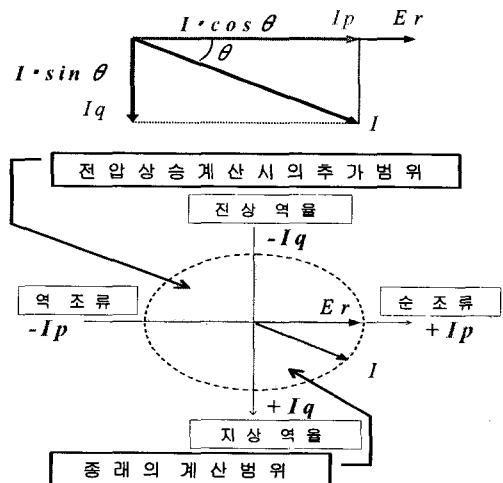 I・cos θ Ip Er
θ
I・sin θ
Iq I
전 압 상 승 계 산 시 의 추 가 범 위
진 상 역 율
-Iq
역 조 류 Er 순 조 류
-Ip +Ip
I
+Iq
지 상 역 율
종 래 의 계 산 범 위